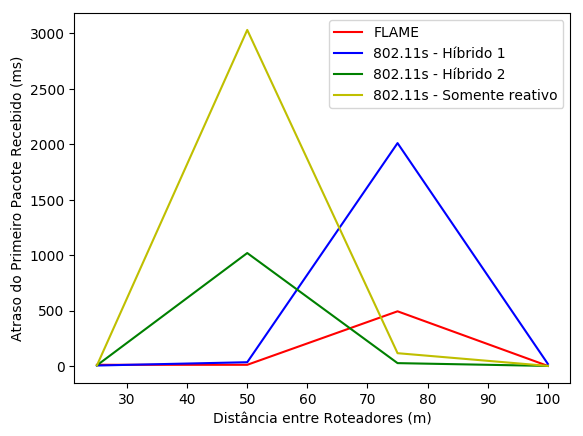 FLAME
802.11s - Híbrido 1
802.11s - Híbrido 2
802.11s - Somente reativo
Atraso do Primeiro Pacote Recebido (ms)
3000
2500
2000
1500
1000
500
0
30 40 50 60 70 80 90 100
Distância entre Roteadores (m)